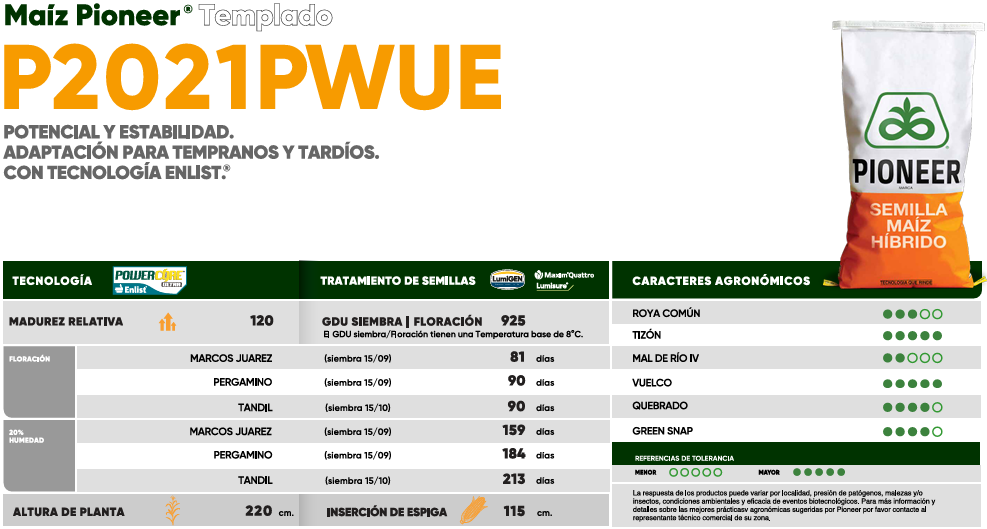 Maíz Pioneer® Templado
P2021PWUE
POTENCIAL Y ESTABILIDAD.
ADAPTACIÓN PARA TEMPRANOS Y TARDÍOS.
CON TECNOLOGÍA ENLIST.®
PIONEER
MARCA
SEMILLA
MAÍZ
HÍBRIDO
TECNOLOGÍA QUE RINDE
TECNOLOGÍA
POWERCORE™
ULTRA
Enlist
TRATAMIENTO DE SEMILLAS
LumiGEN
Maxim Quattro
Lumisure
CARACTERES AGRONÓMICOS
MADUREZ RELATIVA 120
GDU SIEMBRA | FLORACIÓN 925
El GDU siembra/Floración tienen una Temperatura base de 8°C.
FLORACIÓN
MARCOS JUAREZ (siembra 15/09) 81 días
PERGAMINO (siembra 15/09) 90 días
TANDIL (siembra 15/10) 90 días
20%
HUMEDAD
MARCOS JUAREZ (siembra 15/09) 159 días
PERGAMINO (siembra 15/09) 184 días
TANDIL (siembra 15/10) 213 días
ALTURA DE PLANTA 220 cm.
INSERCIÓN DE ESPIGA 115 cm.
ROYA COMÚN
TIZÓN
MAL DE RÍO IV
VUELCO
QUEBRADO
GREEN SNAP
REFERENCIAS DE TOLERANCIA
MENOR MAYOR
La respuesta de los productos puede variar por localidad, presión de patógenos, malezas y/o
insectos, condiciones ambientales y eficacia de eventos biotecnológicos. Para más información y
detalles sobre las mejores prácticasv agronómicas sugeridas por Pioneer por favor contacte al
representante técnico comercial de su zona.